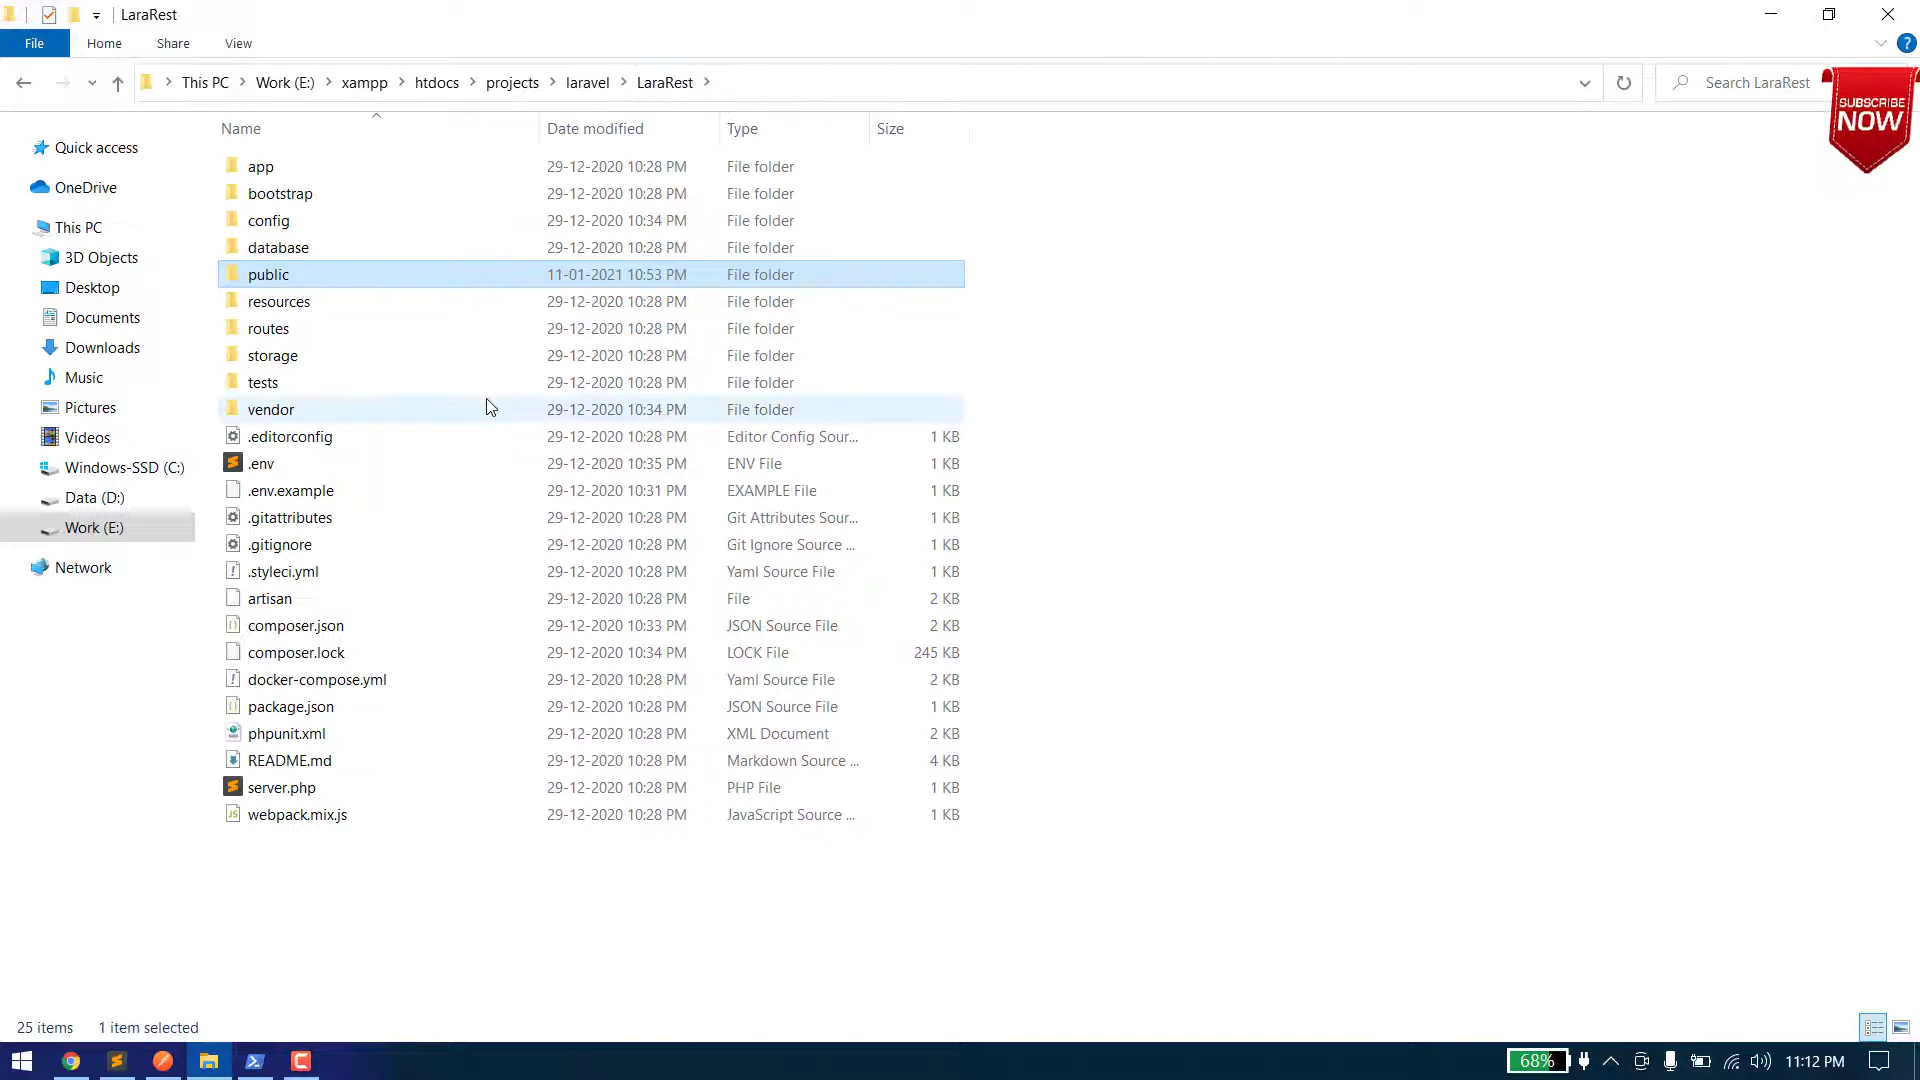 LaraRest
File Home Share View
This PC Work (E:) xampp htdocs projects laravel LaraRest Search LaraRest
SUBSCRIBE
NOW
Name Date modified Type Size
Quick access
OneDrive
This PC
3D Objects
Desktop
Documents
Downloads
Music
Pictures
Videos
Windows-SSD (C:)
Data (D:)
Work (E:)
Network
app 29-12-2020 10:28 PM File folder
bootstrap 29-12-2020 10:28 PM File folder
config 29-12-2020 10:34 PM File folder
database 29-12-2020 10:28 PM File folder
public 11-01-2021 10:53 PM File folder
resources 29-12-2020 10:28 PM File folder
routes 29-12-2020 10:28 PM File folder
storage 29-12-2020 10:28 PM File folder
tests 29-12-2020 10:28 PM File folder
vendor 29-12-2020 10:34 PM File folder
.editorconfig 29-12-2020 10:28 PM Editor Config Sour... 1 KB
.env 29-12-2020 10:35 PM ENV File 1 KB
.env.example 29-12-2020 10:31 PM EXAMPLE File 1 KB
.gitattributes 29-12-2020 10:28 PM Git Attributes Sour... 1 KB
.gitignore 29-12-2020 10:28 PM Git Ignore Source ... 1 KB
.styleci.yml 29-12-2020 10:28 PM Yaml Source File 1 KB
artisan 29-12-2020 10:28 PM File 2 KB
composer.json 29-12-2020 10:33 PM JSON Source File 2 KB
composer.lock 29-12-2020 10:34 PM LOCK File 245 KB
docker-compose.yml 29-12-2020 10:28 PM Yaml Source File 2 KB
package.json 29-12-2020 10:28 PM JSON Source File 1 KB
phpunit.xml 29-12-2020 10:28 PM XML Document 2 KB
README.md 29-12-2020 10:28 PM Markdown Source ... 4 KB
server.php 29-12-2020 10:28 PM PHP File 1 KB
webpack.mix.js 29-12-2020 10:28 PM JavaScript Source ... 1 KB
25 items 1 item selected
68% 11:12 PM